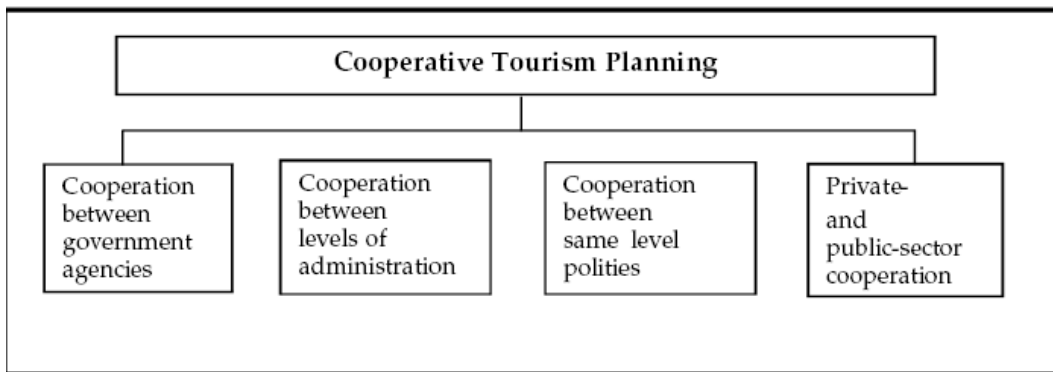 Cooperative Tourism Planning
Cooperation
between
government
agencies
Cooperation
between
levels of
administration
Cooperation
between
same level
polities
Private-
and
public-sector
cooperation